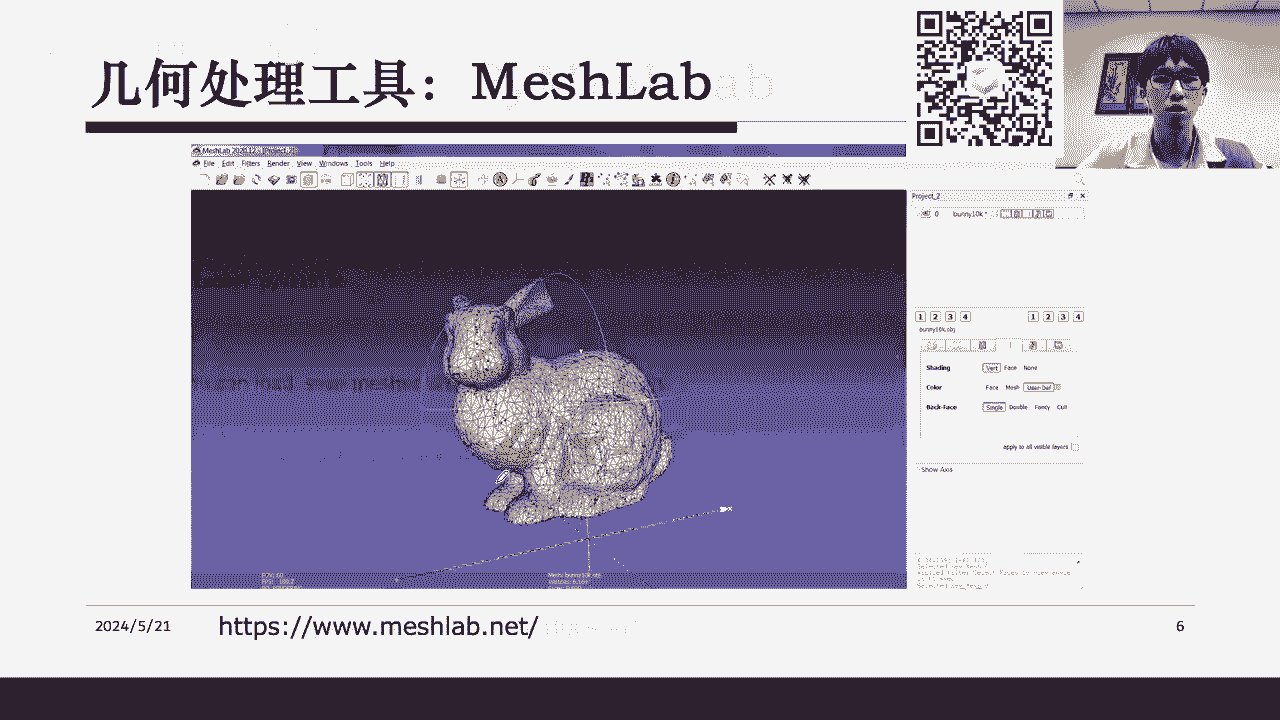 几何处理工具：MeshLab
MeshLab 2020.12
File Edit Filters Render View Windows Tools Help
Project_2
0 bunny10k *
1 2 3 4 1 2 3 4
bunny10k.obj
Shading Vert Face None
Color Face Mesh User-Def
Back-Face Single Double Fancy Cull
apply to all visible layers
Show Axis
X
2024/5/21
https://www.meshlab.net/
6